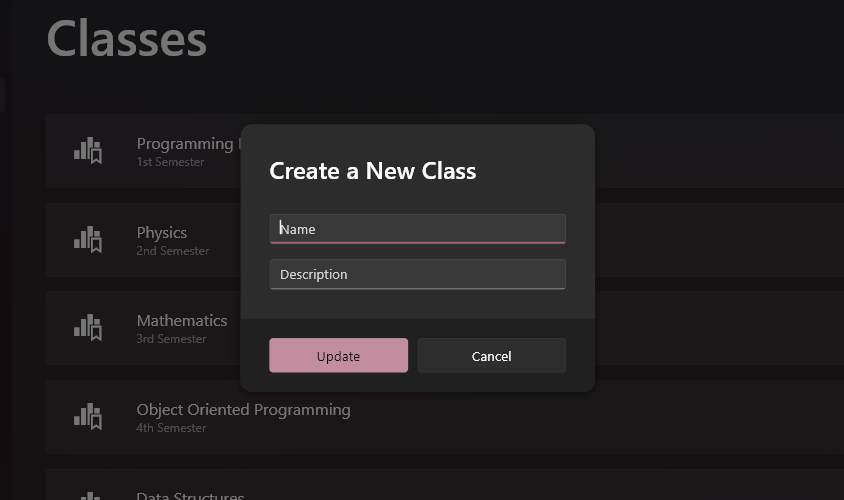 Classes
Programming
1st Semester
Physics
2nd Semester
Mathematics
3rd Semester
Object Oriented Programming
4th Semester
Data Structures
Create a New Class
Name
Description
Update
Cancel